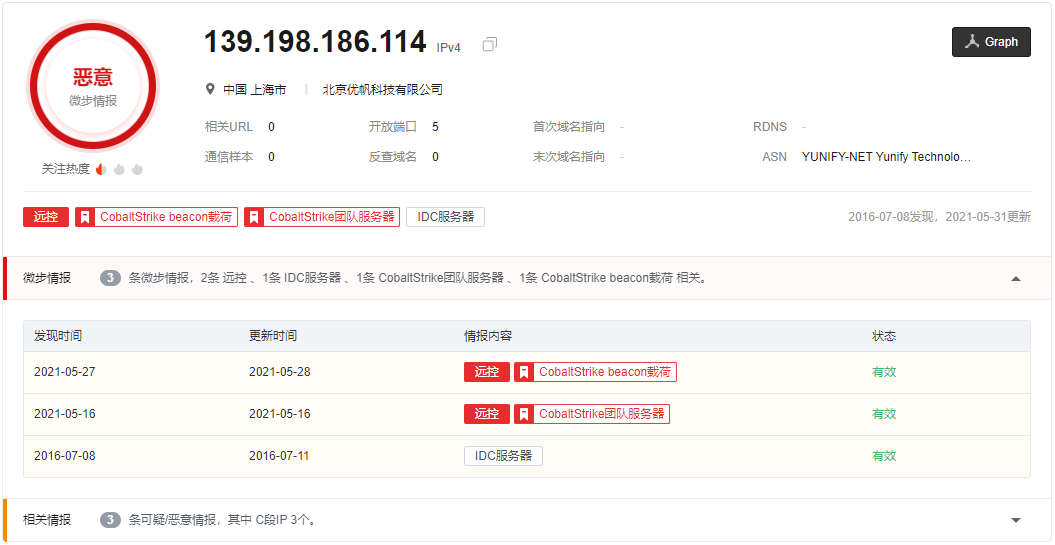 恶意
微步情报
关注热度
139.198.186.114 IPv4
Graph
中国 上海市 | 北京优帆科技有限公司
相关URL 0 开放端口 5 首次域名指向 - RDNS -
通信样本 0 反查域名 0 末次域名指向 - ASN YUNIFY-NET Yunify Technolo...
远控 CobaltStrike beacon载荷 CobaltStrike团队服务器 IDC服务器 2016-07-08发现，2021-05-31更新
微步情报 3 条微步情报，2条 远控 、1条 IDC服务器 、1条 CobaltStrike团队服务器 、1条 CobaltStrike beacon载荷 相关。
发现时间 更新时间 情报内容 状态
2021-05-27 2021-05-28 远控 CobaltStrike beacon载荷 有效
2021-05-16 2021-05-16 远控 CobaltStrike团队服务器 有效
2016-07-08 2016-07-11 IDC服务器 有效
相关情报 3 条可疑/恶意情报，其中 C段IP 3个。